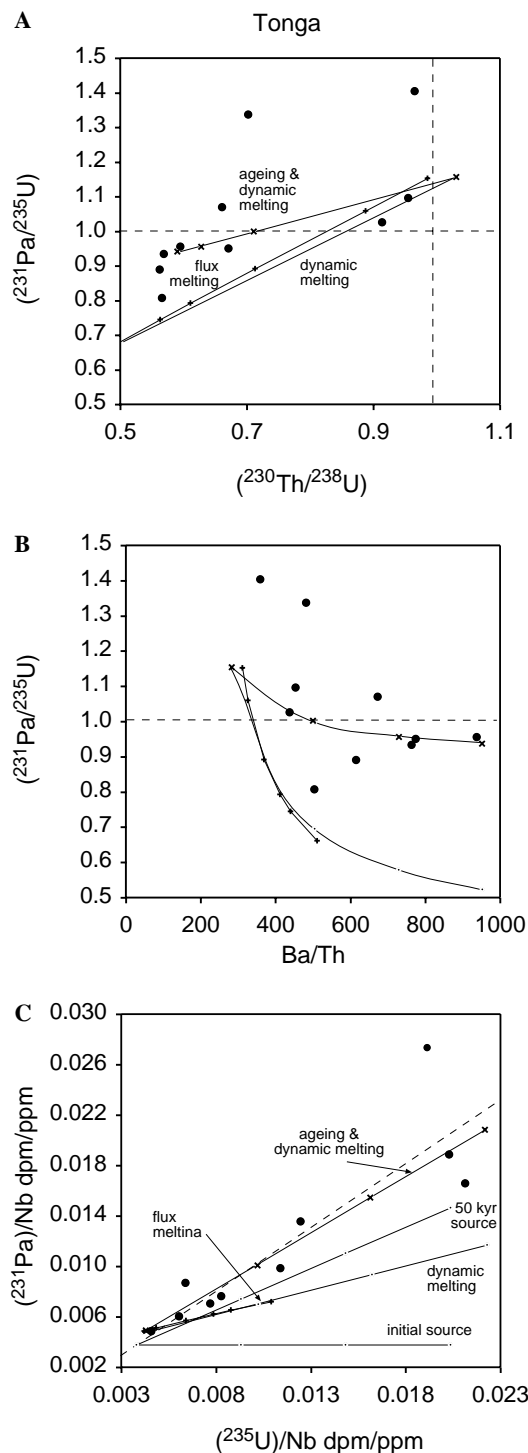 A
Tonga
1.5
1.4
1.3
1.2
1.1
1.0
0.9
0.8
0.7
0.6
0.5
(²³¹Pa/²³⁵U)
ageing &
dynamic
melting
flux
melting
dynamic
melting
0.5 0.7 0.9 1.1
(²³⁰Th/²³⁸U)
B
1.5
1.4
1.3
1.2
1.1
1.0
0.9
0.8
0.7
0.6
0.5
(²³¹Pa/²³⁵U)
0 200 400 600 800 1000
Ba/Th
C
0.030
0.026
0.022
0.018
0.014
0.010
0.006
0.002
(²³¹Pa)/Nb dpm/ppm
ageing &
dynamic melting
flux
meltina
50 kyr
source
dynamic
melting
initial source
0.003 0.008 0.013 0.018 0.023
(²³⁵U)/Nb dpm/ppm